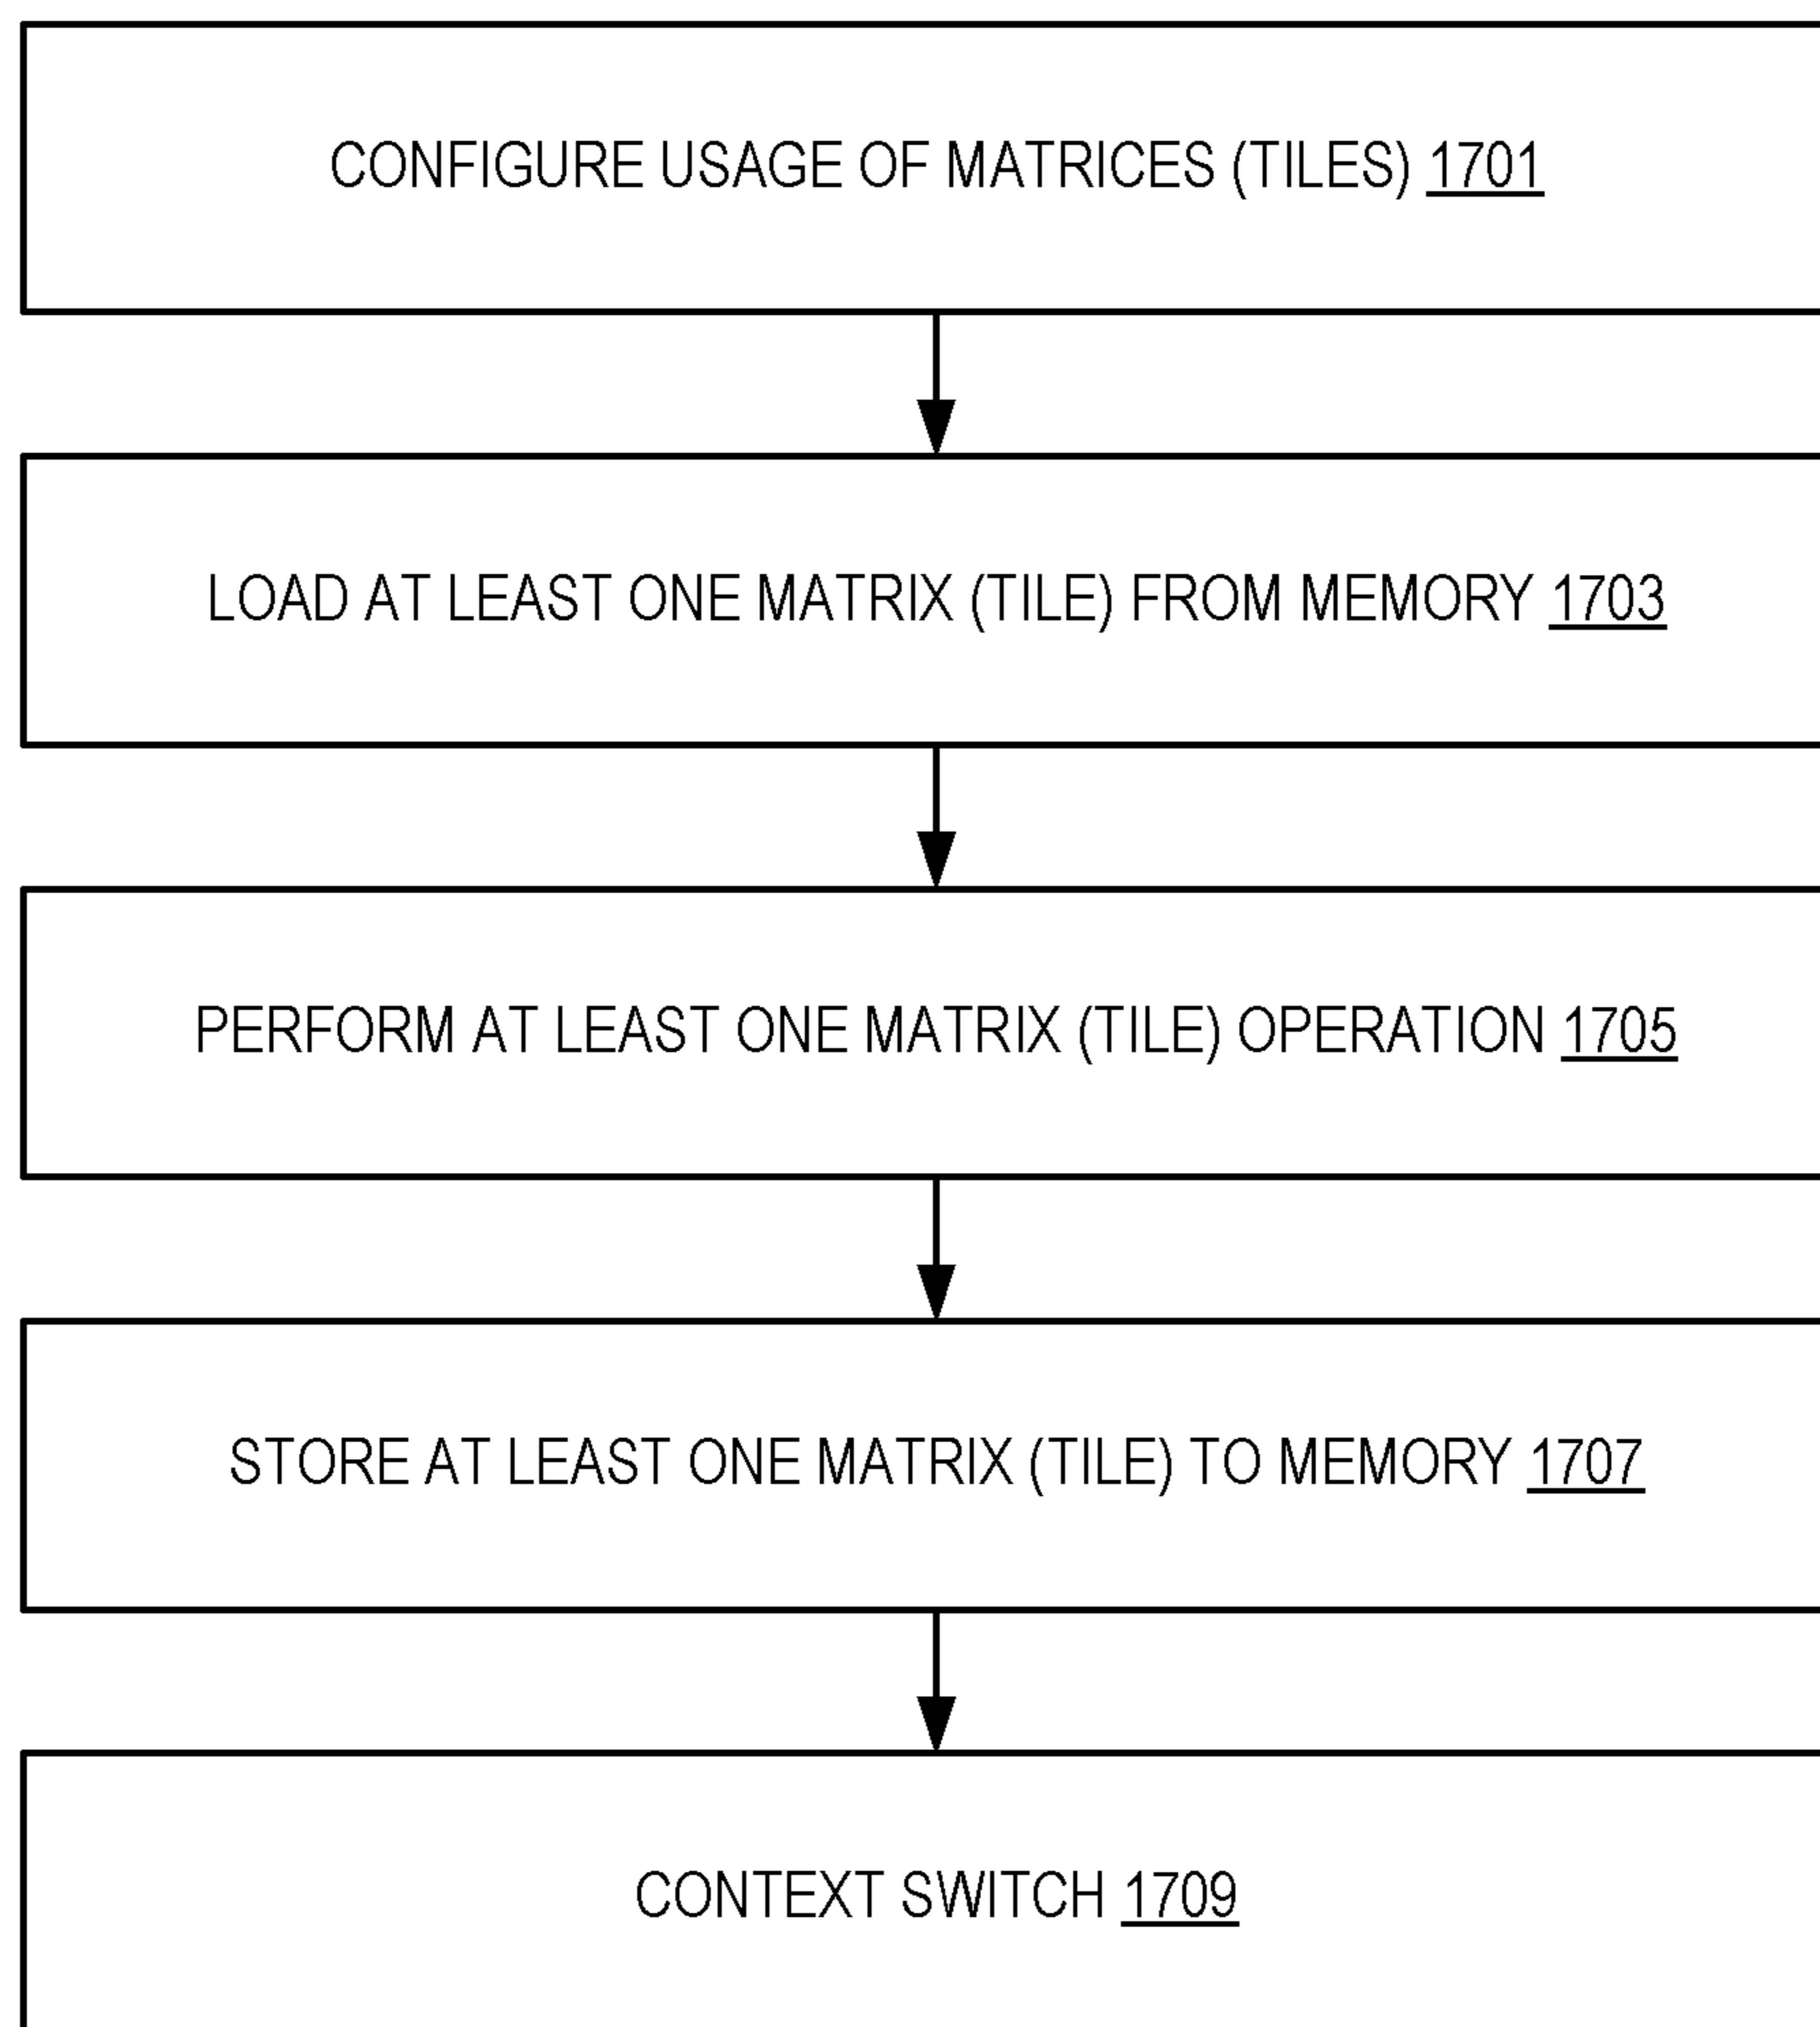 CONFIGURE USAGE OF MATRICES (TILES) 1701
LOAD AT LEAST ONE MATRIX (TILE) FROM MEMORY 1703
PERFORM AT LEAST ONE MATRIX (TILE) OPERATION 1705
STORE AT LEAST ONE MATRIX (TILE) TO MEMORY 1707
CONTEXT SWITCH 1709